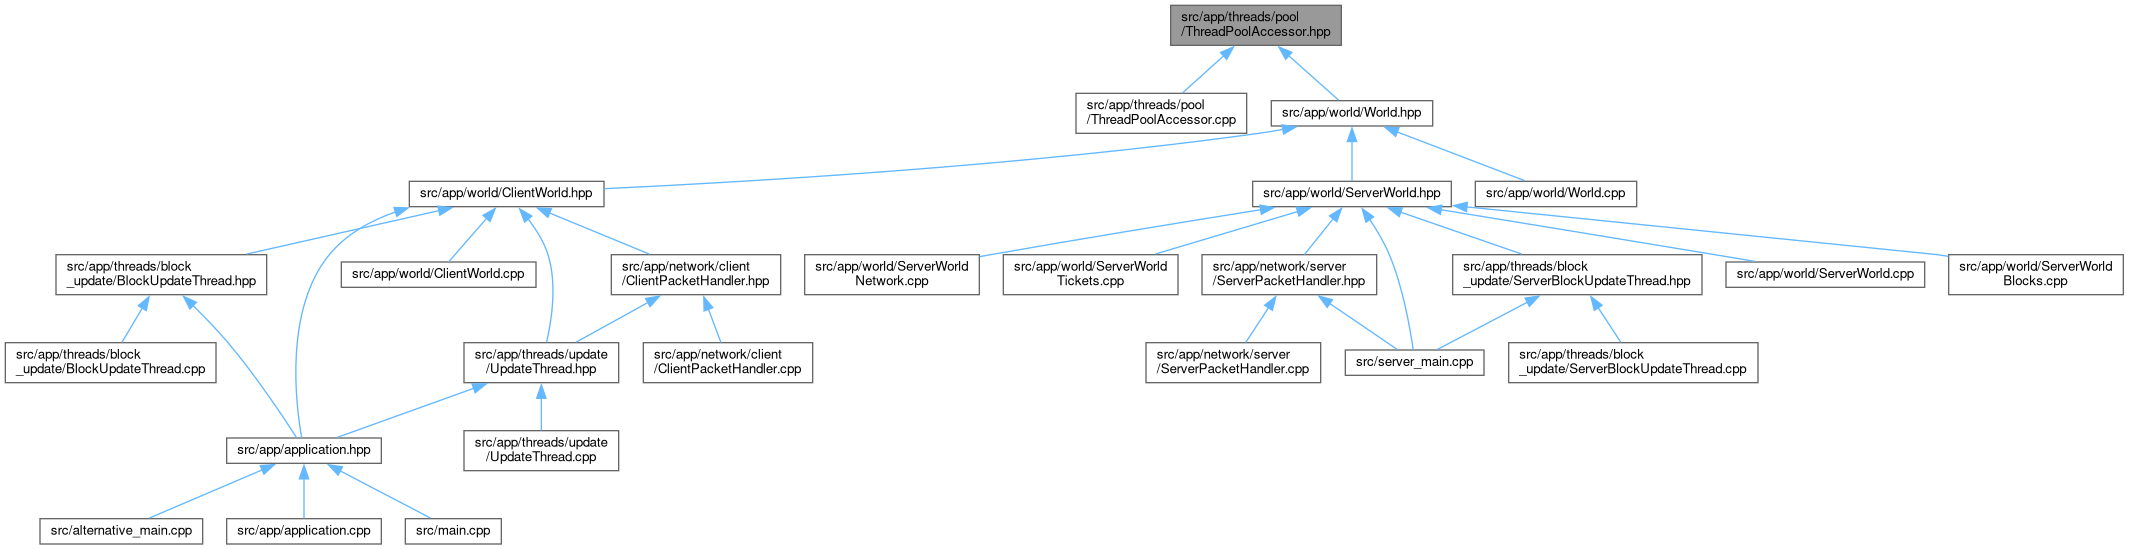 src/app/threads/pool
/ThreadPoolAccessor.hpp
src/app/threads/pool
/ThreadPoolAccessor.cpp
src/app/world/World.hpp
src/app/world/ClientWorld.hpp
src/app/world/ServerWorld.hpp
src/app/world/World.cpp
src/app/threads/block
_update/BlockUpdateThread.hpp
src/app/world/ClientWorld.cpp
src/app/network/client
/ClientPacketHandler.hpp
src/app/world/ServerWorld
Network.cpp
src/app/world/ServerWorld
Tickets.cpp
src/app/network/server
/ServerPacketHandler.hpp
src/app/threads/block
_update/ServerBlockUpdateThread.hpp
src/app/world/ServerWorld.cpp
src/app/world/ServerWorld
Blocks.cpp
src/app/threads/block
_update/BlockUpdateThread.cpp
src/app/threads/update
/UpdateThread.hpp
src/app/network/client
/ClientPacketHandler.cpp
src/app/network/server
/ServerPacketHandler.cpp
src/server_main.cpp
src/app/threads/block
_update/ServerBlockUpdateThread.cpp
src/app/application.hpp
src/app/threads/update
/UpdateThread.cpp
src/alternative_main.cpp
src/app/application.cpp
src/main.cpp